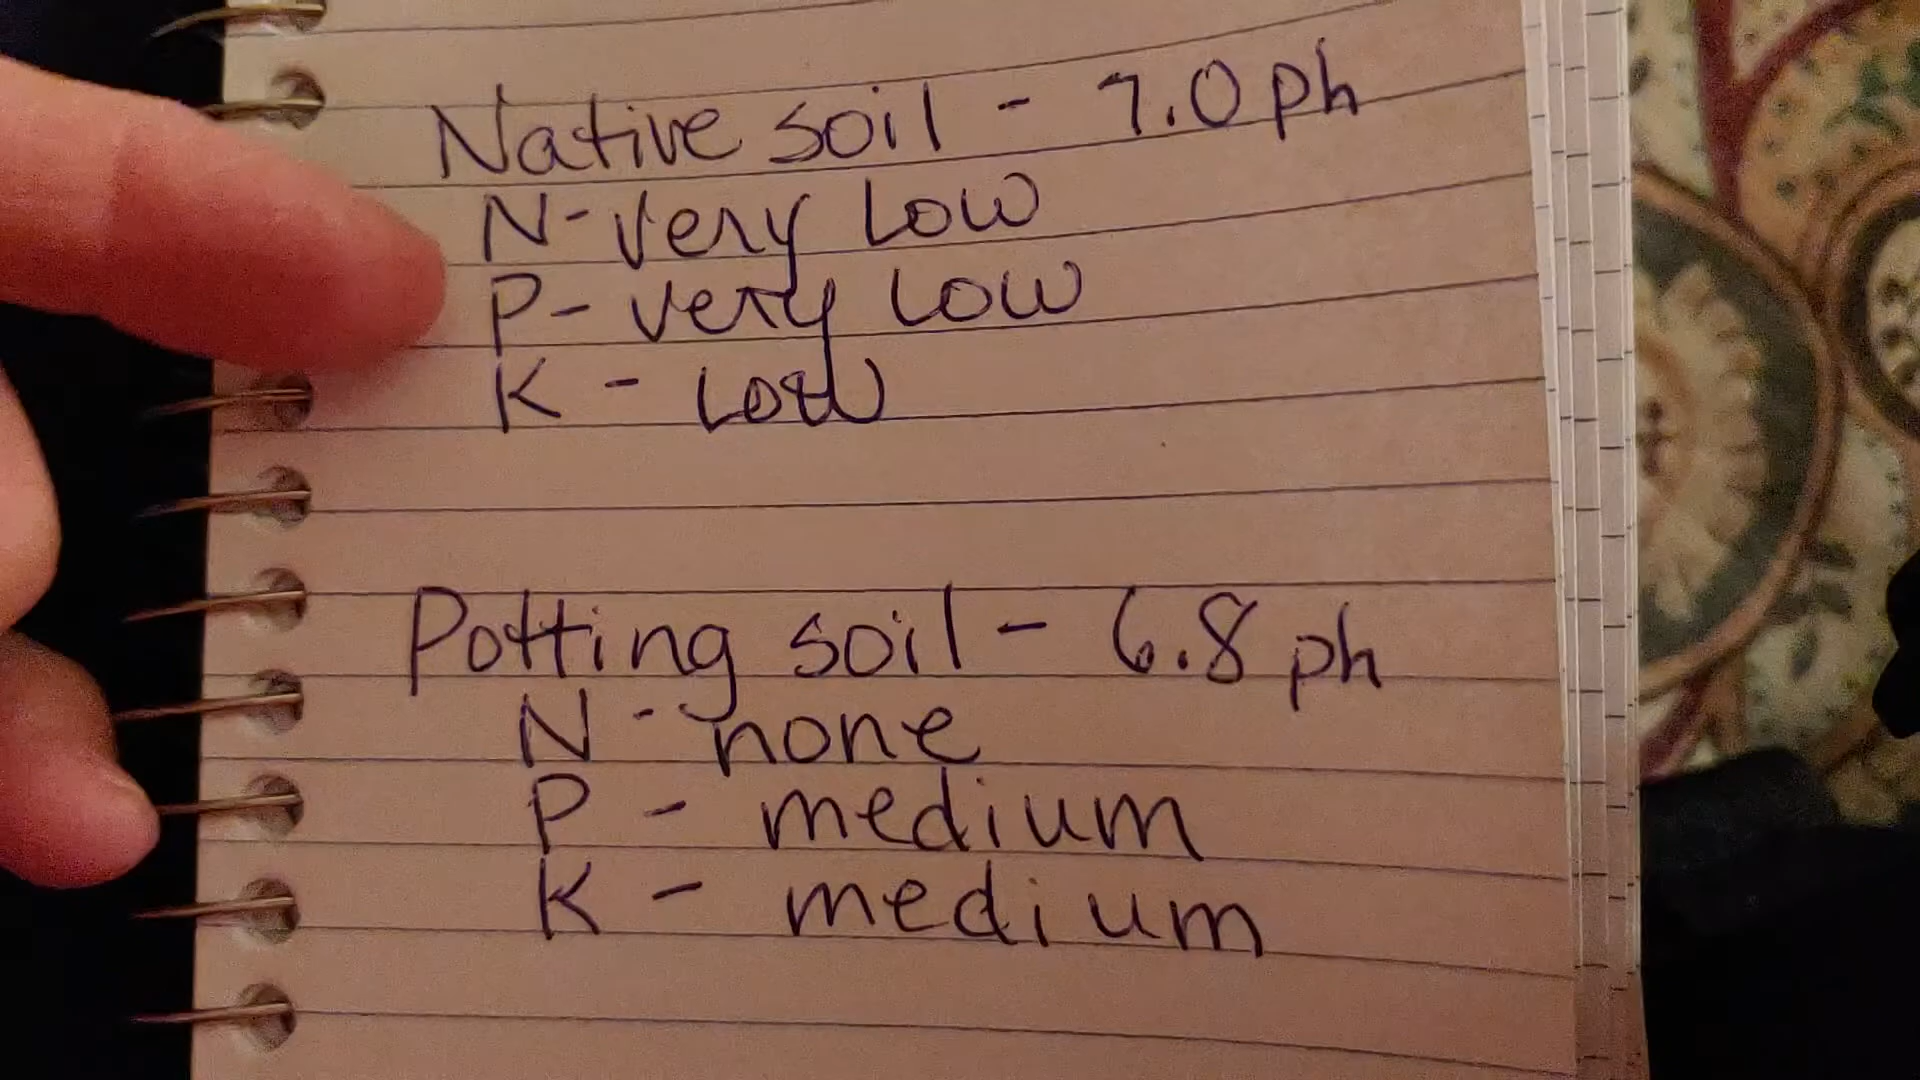 Native soil - 7.0 ph
N - very low
P - very low
K - low
Potting soil - 6.8 ph
N - none
P - medium
K - medium